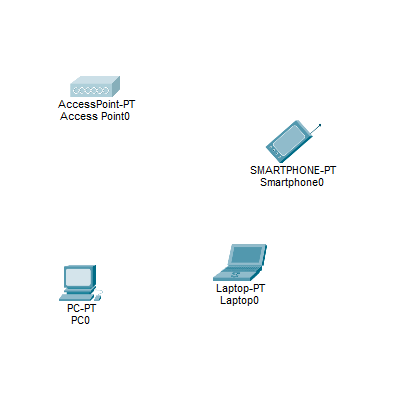 AccessPoint-PT
Access Point0
SMARTPHONE-PT
Smartphone0
Laptop-PT
Laptop0
PC-PT
PC0